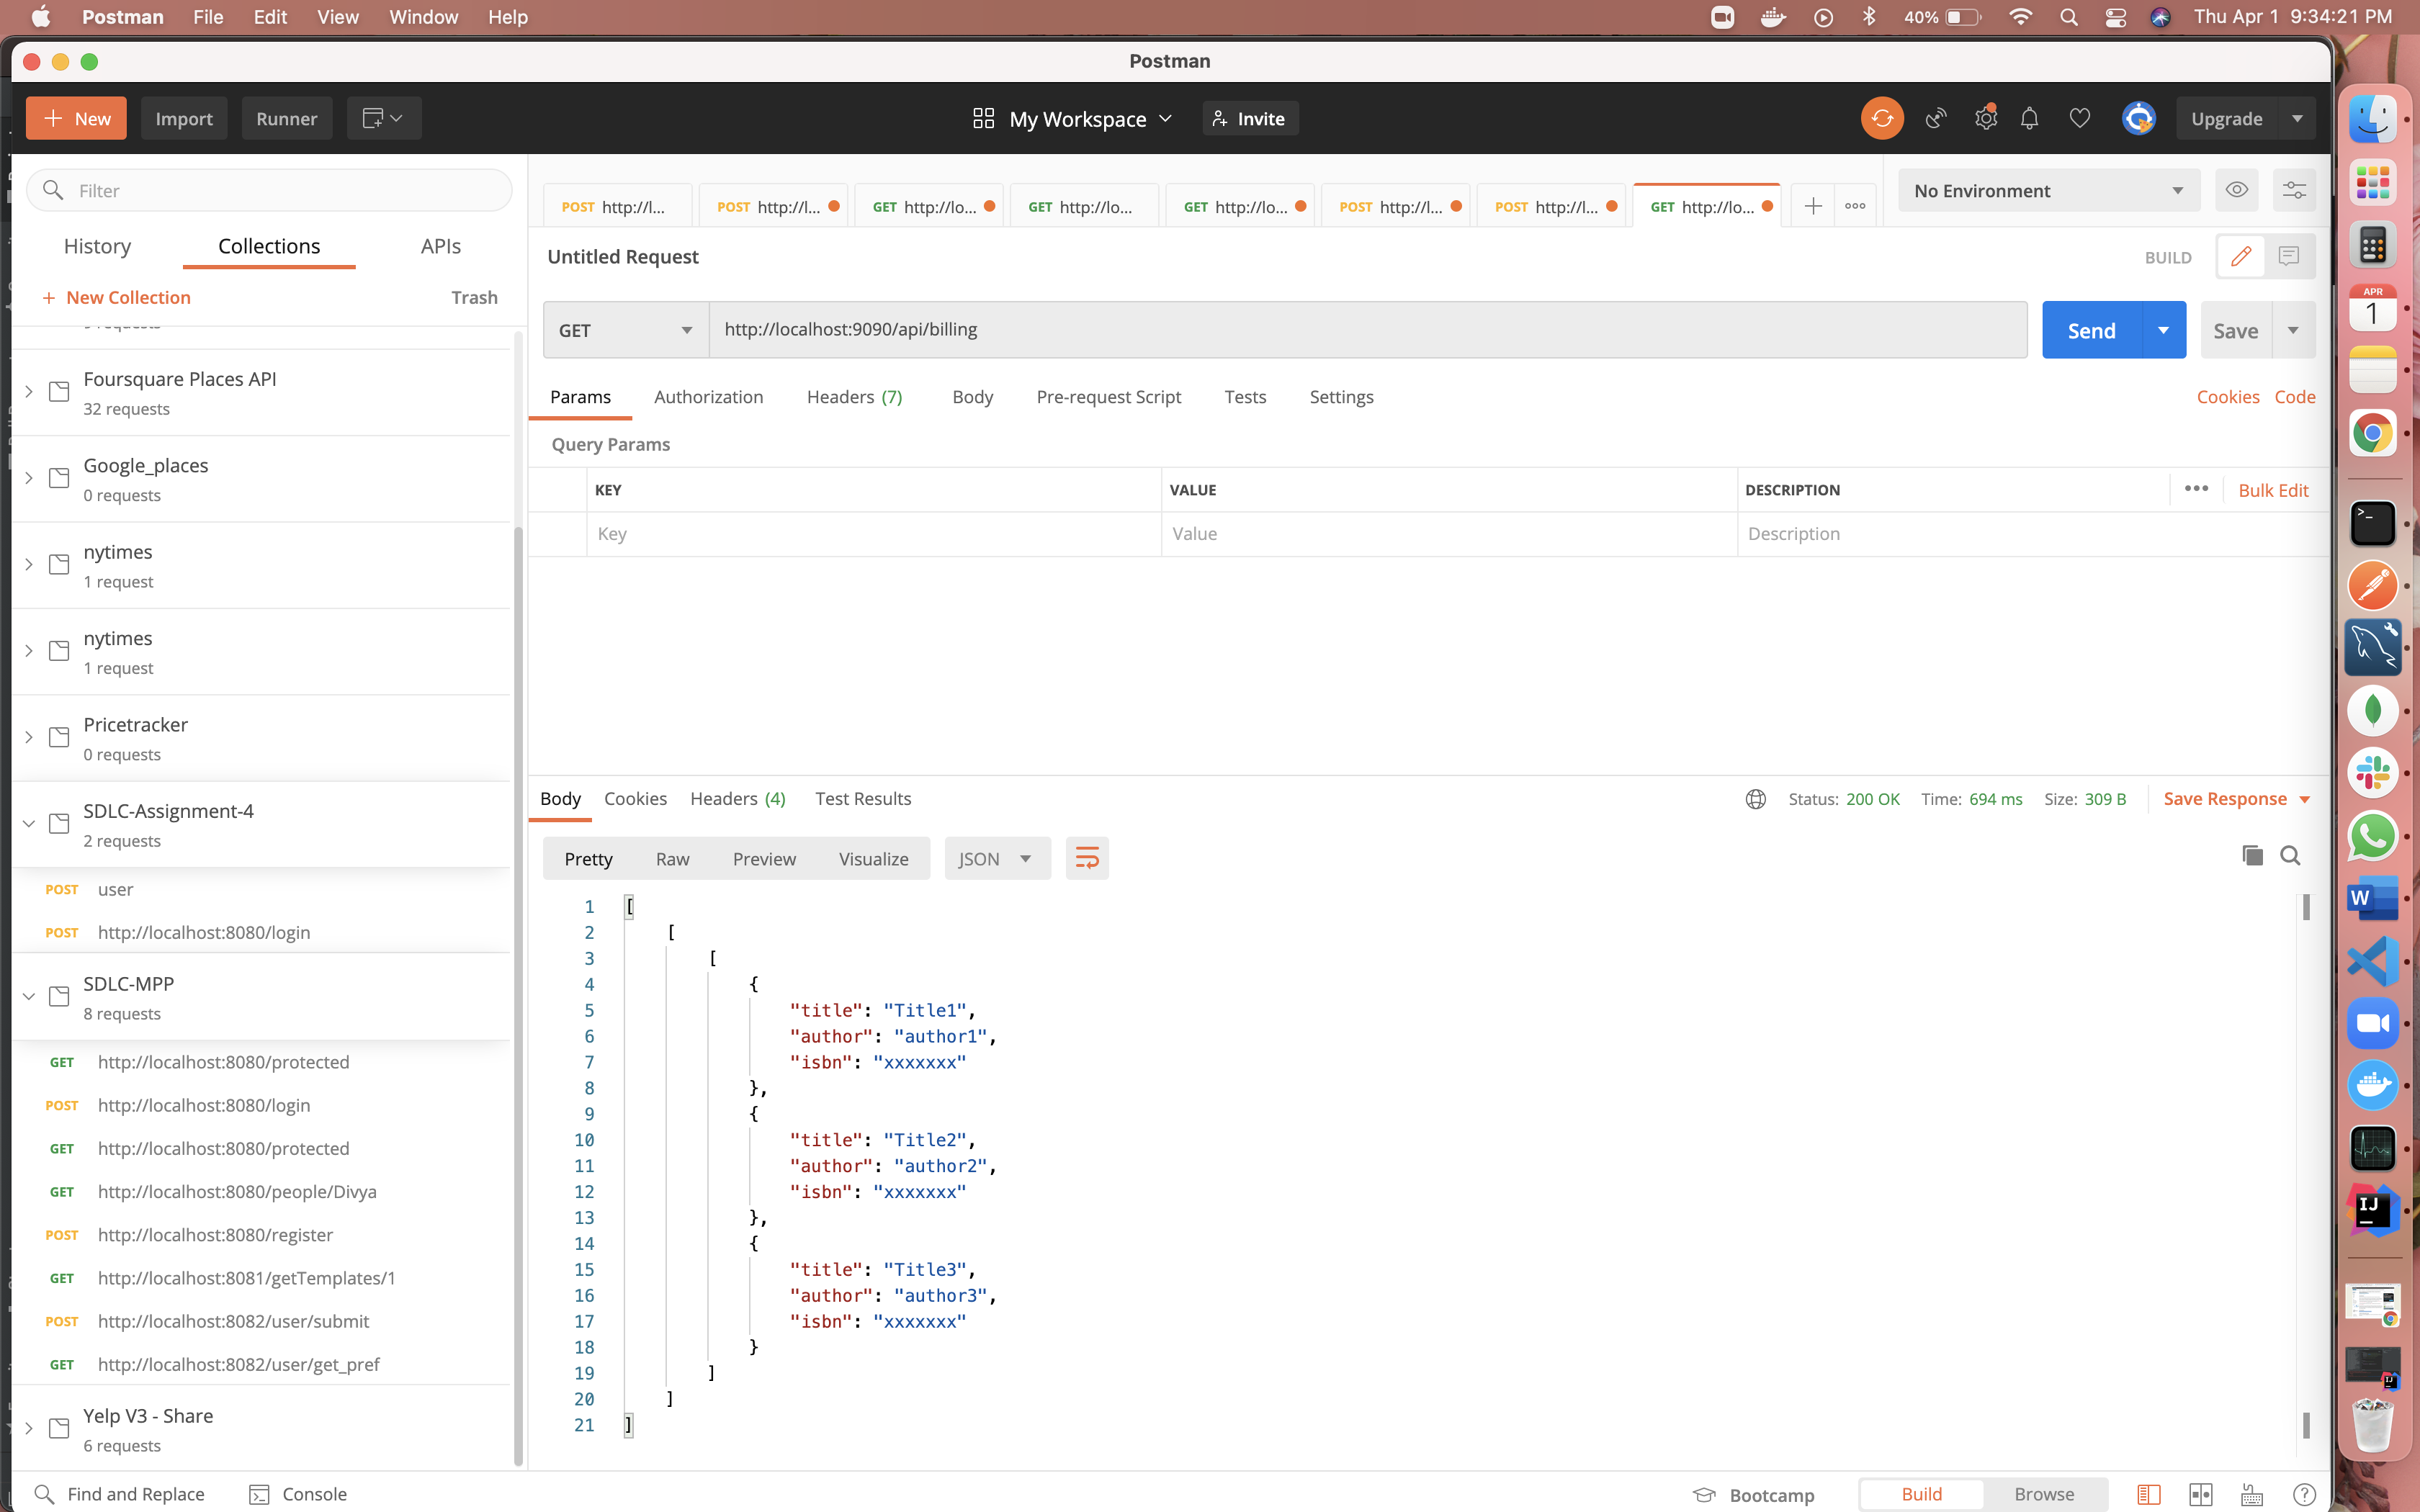 Postman File Edit View Window Help 40% Thu Apr 1 9:34:21 PM
Postman
+ New Import Runner My Workspace Invite Upgrade
Filter
History Collections APIs
+ New Collection Trash
Foursquare Places API
32 requests
Google_places
0 requests
nytimes
1 request
nytimes
1 request
Pricetracker
0 requests
SDLC-Assignment-4
2 requests
POST user
POST http://localhost:8080/login
SDLC-MPP
8 requests
GET http://localhost:8080/protected
POST http://localhost:8080/login
GET http://localhost:8080/protected
GET http://localhost:8080/people/Divya
POST http://localhost:8080/register
GET http://localhost:8081/getTemplates/1
POST http://localhost:8082/user/submit
GET http://localhost:8082/user/get_pref
Yelp V3 - Share
6 requests
POST http://l... POST http://l... GET http://lo... GET http://lo... GET http://lo... POST http://l... POST http://l... GET http://lo... No Environment
Untitled Request BUILD
GET http://localhost:9090/api/billing Send Save
Params Authorization Headers (7) Body Pre-request Script Tests Settings Cookies Code
Query Params
KEY VALUE DESCRIPTION ••• Bulk Edit
Key Value Description
Body Cookies Headers (4) Test Results Status: 200 OK Time: 694 ms Size: 309 B Save Response
Pretty Raw Preview Visualize JSON
1 [
2 [
3 [
4 {
5 "title": "Title1",
6 "author": "author1",
7 "isbn": "xxxxxxx"
8 },
9 {
10 "title": "Title2",
11 "author": "author2",
12 "isbn": "xxxxxxx"
13 },
14 {
15 "title": "Title3",
16 "author": "author3",
17 "isbn": "xxxxxxx"
18 }
19 ]
20 ]
21 ]
Find and Replace Console Bootcamp Build Browse
APR
1
W
IJ